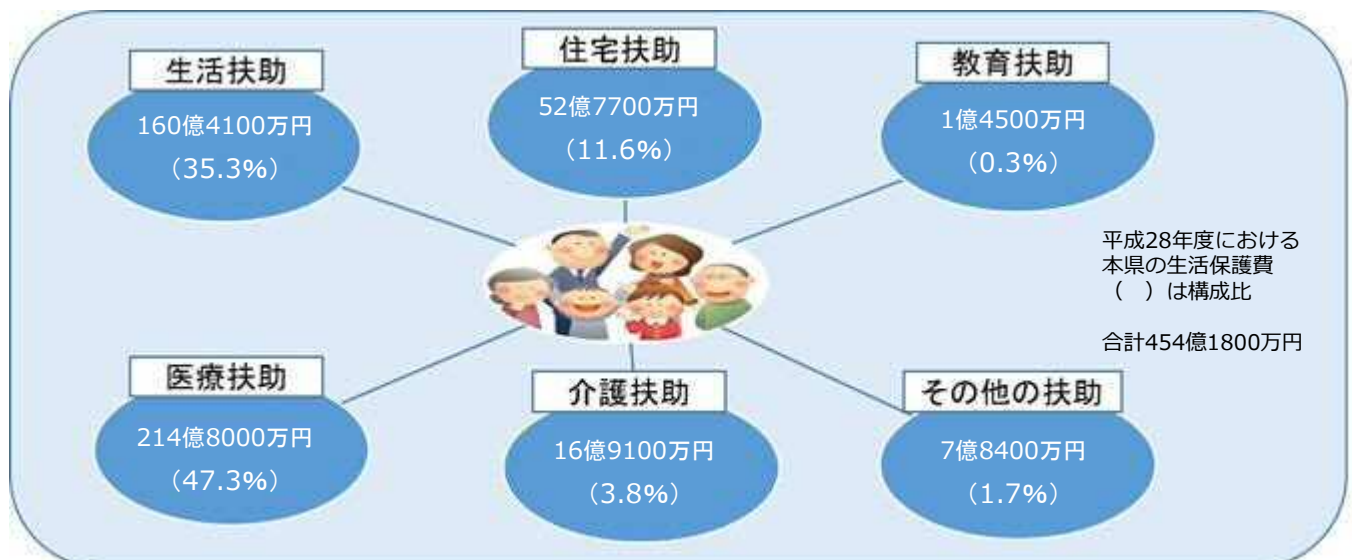 生活扶助
160億4100万円
（35.3%）
住宅扶助
52億7700万円
（11.6%）
教育扶助
1億4500万円
（0.3%）
平成28年度における
本県の生活保護費
（　）は構成比
合計454億1800万円
医療扶助
214億8000万円
（47.3%）
介護扶助
16億9100万円
（3.8%）
その他の扶助
7億8400万円
（1.7%）